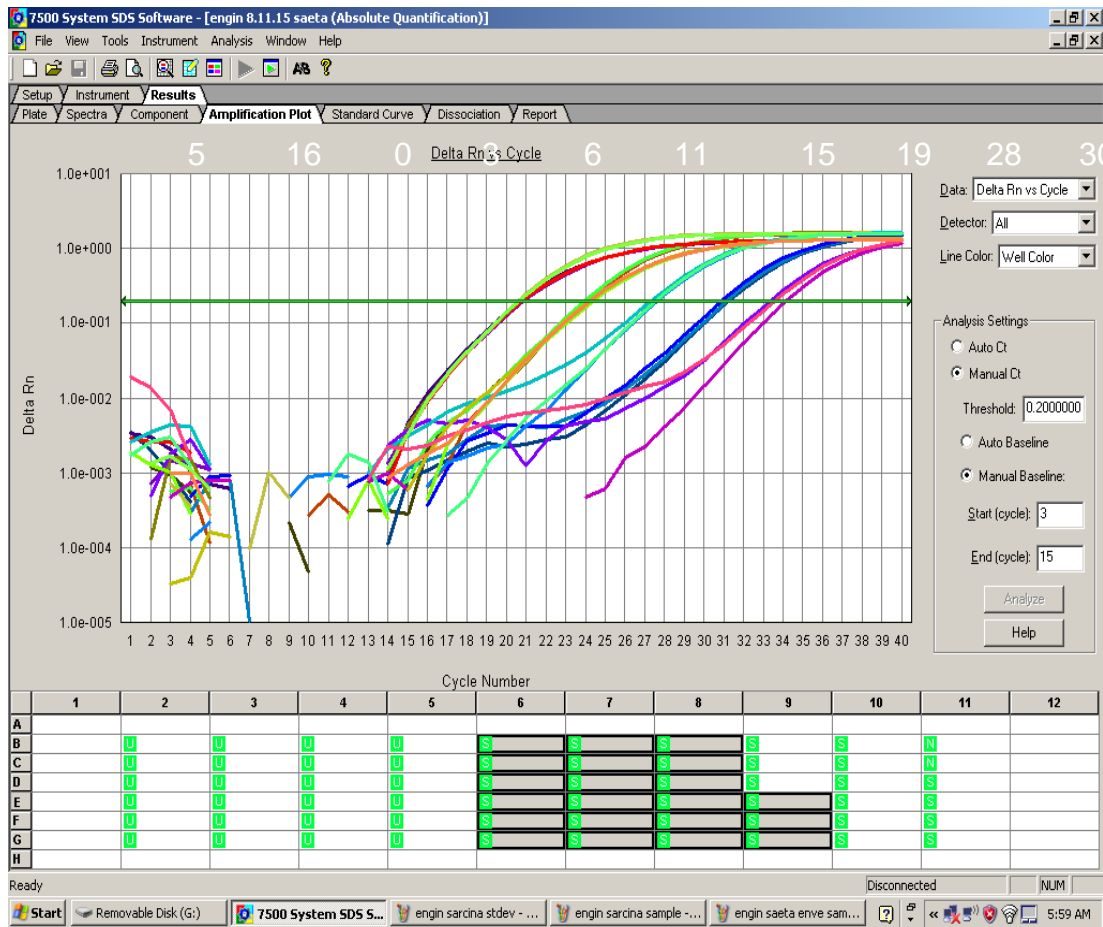 7500 System SDS Software - [engin 8.11.15 saeta (Absolute Quantification)]
File View Tools Instrument Analysis Window Help
Setup Instrument Results
Plate Spectra Component Amplification Plot Standard Curve Dissociation Report
5 16 0 3 6 11 15 19 28 30
Delta Rn vs Cycle
Data: Delta Rn vs Cycle
Detector: All
Line Color: Well Color
1.0e+001
1.0e+000
1.0e-001
1.0e-002
1.0e-003
1.0e-004
1.0e-005
Delta Rn
1 2 3 4 5 6 7 8 9 10 11 12 13 14 15 16 17 18 19 20 21 22 23 24 25 26 27 28 29 30 31 32 33 34 35 36 37 38 39 40
Cycle Number
Analysis Settings
Auto Ct
Manual Ct
Threshold: 0.2000000
Auto Baseline
Manual Baseline:
Start (cycle): 3
End (cycle): 15
Analyze
Help
1 2 3 4 5 6 7 8 9 10 11 12
A
B U U U U S S S S S N
C U U U U S S S S S N
D U U U U S S S S S S
E U U U U S S S S S S
F U U U U S S S S S S
G U U U U S S S S S S
H
Ready Disconnected NUM
Start Removable Disk (G:) 7500 System SDS S... engin sarcina stdev - ... engin sarcina sample -... engin saeta enve sam... 5:59 AM